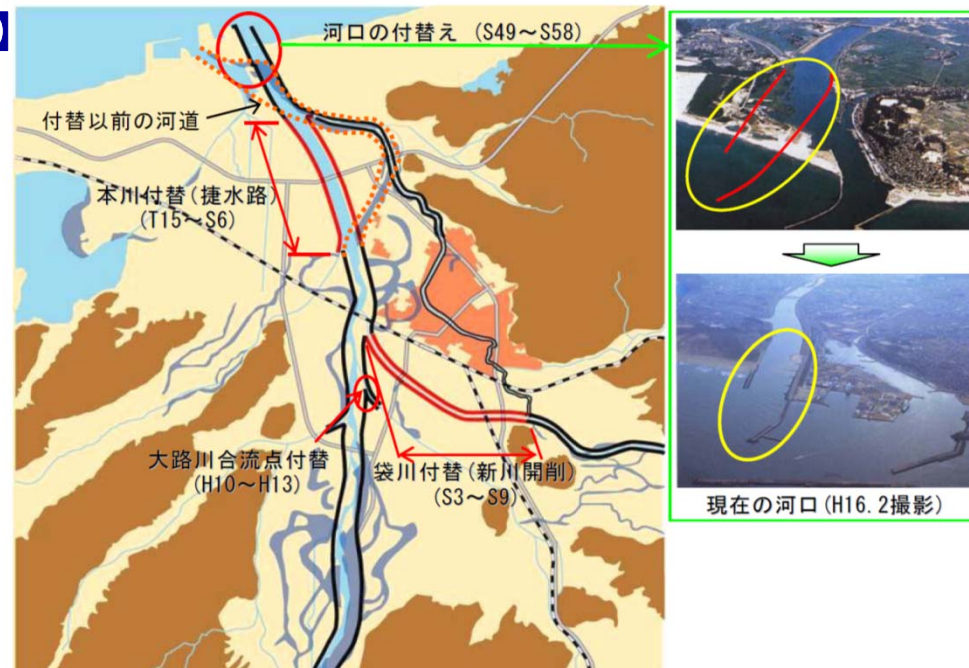 河口の付替え (S49～S58)
付替以前の河道
本川付替(捷水路)
(T15～S6)
大路川合流点付替
(H10～H13)
袋川付替(新川開削)
(S3～S9)
現在の河口(H16.2撮影)